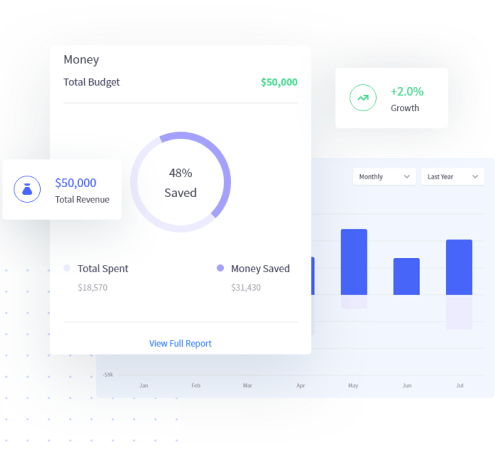 Money
Total Budget $50,000
+2.0%
Growth
48%
Saved
$50,000
Total Revenue
Monthly
Last Year
Total Spent
$18,570
Money Saved
$31,430
View Full Report
Jan Feb Mar Apr May Jun Jul